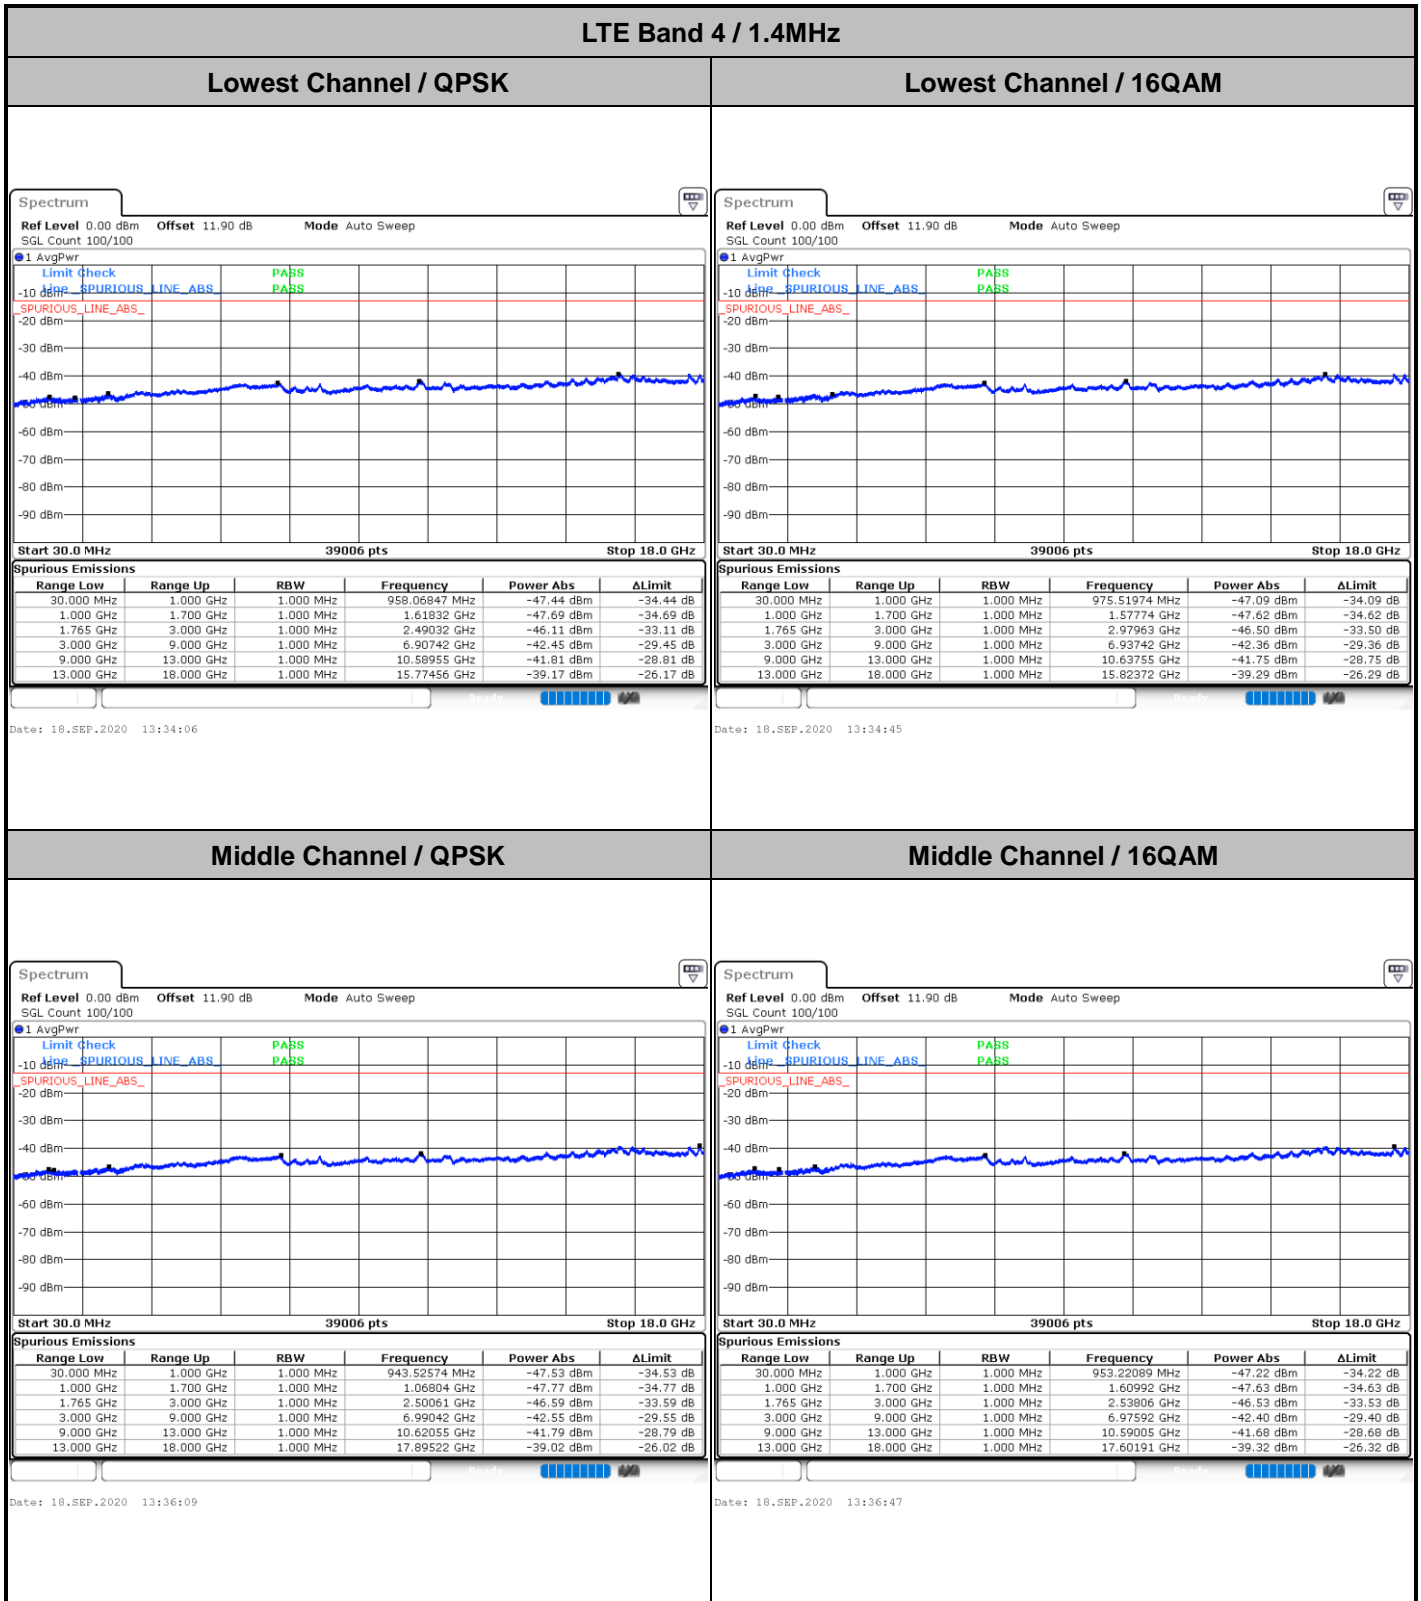 LTE Band 4 / 1.4MHz
Lowest Channel / QPSK
Lowest Channel / 16QAM
Spectrum
Ref Level 0.00 dBm Offset 11.90 dB Mode Auto Sweep
SGL Count 100/100
1 AvgPwr
Limit Check PASS
Line _SPURIOUS_LINE_ABS_ PASS
-10 dBm
_SPURIOUS_LINE_ABS_
-20 dBm
-30 dBm
-40 dBm
-50 dBm
-60 dBm
-70 dBm
-80 dBm
-90 dBm
Start 30.0 MHz 39006 pts Stop 18.0 GHz
Spurious Emissions
Range Low Range Up RBW Frequency Power Abs ΔLimit
30.000 MHz 1.000 GHz 1.000 MHz 958.06847 MHz -47.44 dBm -34.44 dB
1.000 GHz 1.700 GHz 1.000 MHz 1.61832 GHz -47.69 dBm -34.69 dB
1.765 GHz 3.000 GHz 1.000 MHz 2.49032 GHz -46.11 dBm -33.11 dB
3.000 GHz 9.000 GHz 1.000 MHz 6.90742 GHz -42.45 dBm -29.45 dB
9.000 GHz 13.000 GHz 1.000 MHz 10.58955 GHz -41.81 dBm -28.81 dB
13.000 GHz 18.000 GHz 1.000 MHz 15.77456 GHz -39.17 dBm -26.17 dB
Date: 18.SEP.2020 13:34:06
Spectrum
Ref Level 0.00 dBm Offset 11.90 dB Mode Auto Sweep
SGL Count 100/100
1 AvgPwr
Limit Check PASS
Line _SPURIOUS_LINE_ABS_ PASS
-10 dBm
_SPURIOUS_LINE_ABS_
-20 dBm
-30 dBm
-40 dBm
-50 dBm
-60 dBm
-70 dBm
-80 dBm
-90 dBm
Start 30.0 MHz 39006 pts Stop 18.0 GHz
Spurious Emissions
Range Low Range Up RBW Frequency Power Abs ΔLimit
30.000 MHz 1.000 GHz 1.000 MHz 975.51974 MHz -47.09 dBm -34.09 dB
1.000 GHz 1.700 GHz 1.000 MHz 1.57774 GHz -47.62 dBm -34.62 dB
1.765 GHz 3.000 GHz 1.000 MHz 2.97963 GHz -46.50 dBm -33.50 dB
3.000 GHz 9.000 GHz 1.000 MHz 6.93742 GHz -42.36 dBm -29.36 dB
9.000 GHz 13.000 GHz 1.000 MHz 10.63755 GHz -41.75 dBm -28.75 dB
13.000 GHz 18.000 GHz 1.000 MHz 15.82372 GHz -39.29 dBm -26.29 dB
Date: 18.SEP.2020 13:34:45
Middle Channel / QPSK
Middle Channel / 16QAM
Spectrum
Ref Level 0.00 dBm Offset 11.90 dB Mode Auto Sweep
SGL Count 100/100
1 AvgPwr
Limit Check PASS
Line _SPURIOUS_LINE_ABS_ PASS
-10 dBm
_SPURIOUS_LINE_ABS_
-20 dBm
-30 dBm
-40 dBm
-50 dBm
-60 dBm
-70 dBm
-80 dBm
-90 dBm
Start 30.0 MHz 39006 pts Stop 18.0 GHz
Spurious Emissions
Range Low Range Up RBW Frequency Power Abs ΔLimit
30.000 MHz 1.000 GHz 1.000 MHz 943.52574 MHz -47.53 dBm -34.53 dB
1.000 GHz 1.700 GHz 1.000 MHz 1.06804 GHz -47.77 dBm -34.77 dB
1.765 GHz 3.000 GHz 1.000 MHz 2.50061 GHz -46.59 dBm -33.59 dB
3.000 GHz 9.000 GHz 1.000 MHz 6.99042 GHz -42.55 dBm -29.55 dB
9.000 GHz 13.000 GHz 1.000 MHz 10.62055 GHz -41.79 dBm -28.79 dB
13.000 GHz 18.000 GHz 1.000 MHz 17.89522 GHz -39.02 dBm -26.02 dB
Date: 18.SEP.2020 13:36:09
Spectrum
Ref Level 0.00 dBm Offset 11.90 dB Mode Auto Sweep
SGL Count 100/100
1 AvgPwr
Limit Check PASS
Line _SPURIOUS_LINE_ABS_ PASS
-10 dBm
_SPURIOUS_LINE_ABS_
-20 dBm
-30 dBm
-40 dBm
-50 dBm
-60 dBm
-70 dBm
-80 dBm
-90 dBm
Start 30.0 MHz 39006 pts Stop 18.0 GHz
Spurious Emissions
Range Low Range Up RBW Frequency Power Abs ΔLimit
30.000 MHz 1.000 GHz 1.000 MHz 953.22089 MHz -47.22 dBm -34.22 dB
1.000 GHz 1.700 GHz 1.000 MHz 1.60992 GHz -47.63 dBm -34.63 dB
1.765 GHz 3.000 GHz 1.000 MHz 2.53806 GHz -46.53 dBm -33.53 dB
3.000 GHz 9.000 GHz 1.000 MHz 6.97592 GHz -42.40 dBm -29.40 dB
9.000 GHz 13.000 GHz 1.000 MHz 10.59005 GHz -41.68 dBm -28.68 dB
13.000 GHz 18.000 GHz 1.000 MHz 17.60191 GHz -39.32 dBm -26.32 dB
Date: 18.SEP.2020 13:36:47